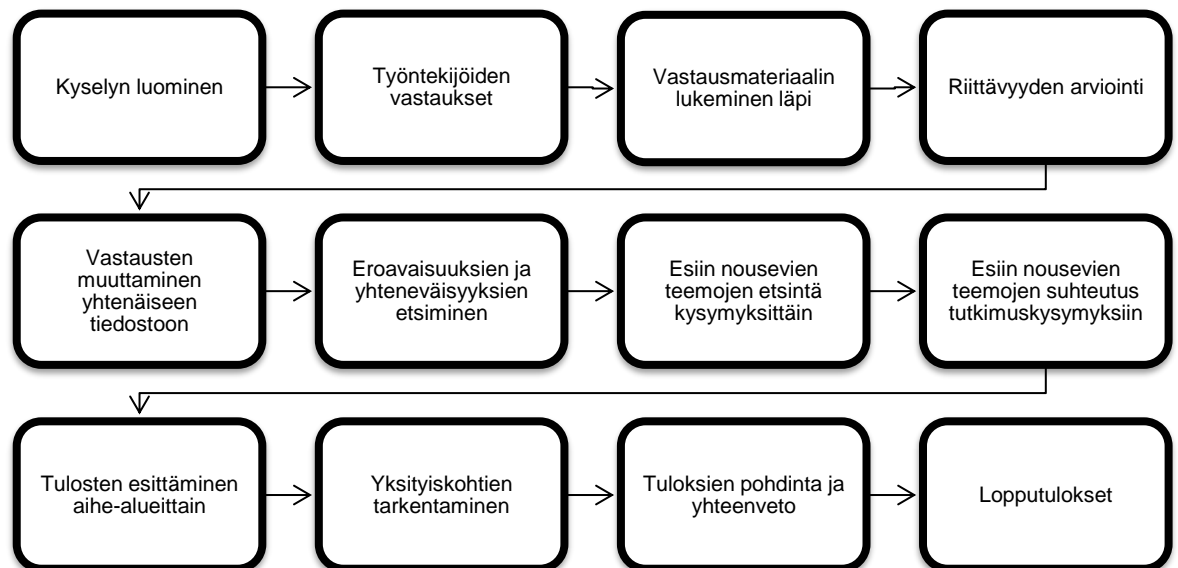 Kyselyn luominen
Työntekijöiden
vastaukset
Vastausmateriaalin
lukeminen läpi
Riittävyyden arviointi
Vastausten
muuttaminen
yhtenäiseen
tiedostoon
Eroavaisuuksien ja
yhteneväisyyksien
etsiminen
Esiin nousevien
teemojen etsintä
kysymyksittäin
Esiin nousevien
teemojen suhteutus
tutkimuskysymyksiin
Tulosten esittäminen
aihe-alueittain
Yksityiskohtien
tarkentaminen
Tuloksien pohdinta ja
yhteenveto
Lopputulokset